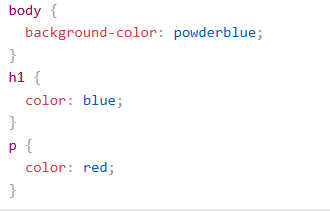 body {
  background-color: powderblue;
}
h1 {
  color: blue;
}
p {
  color: red;
}